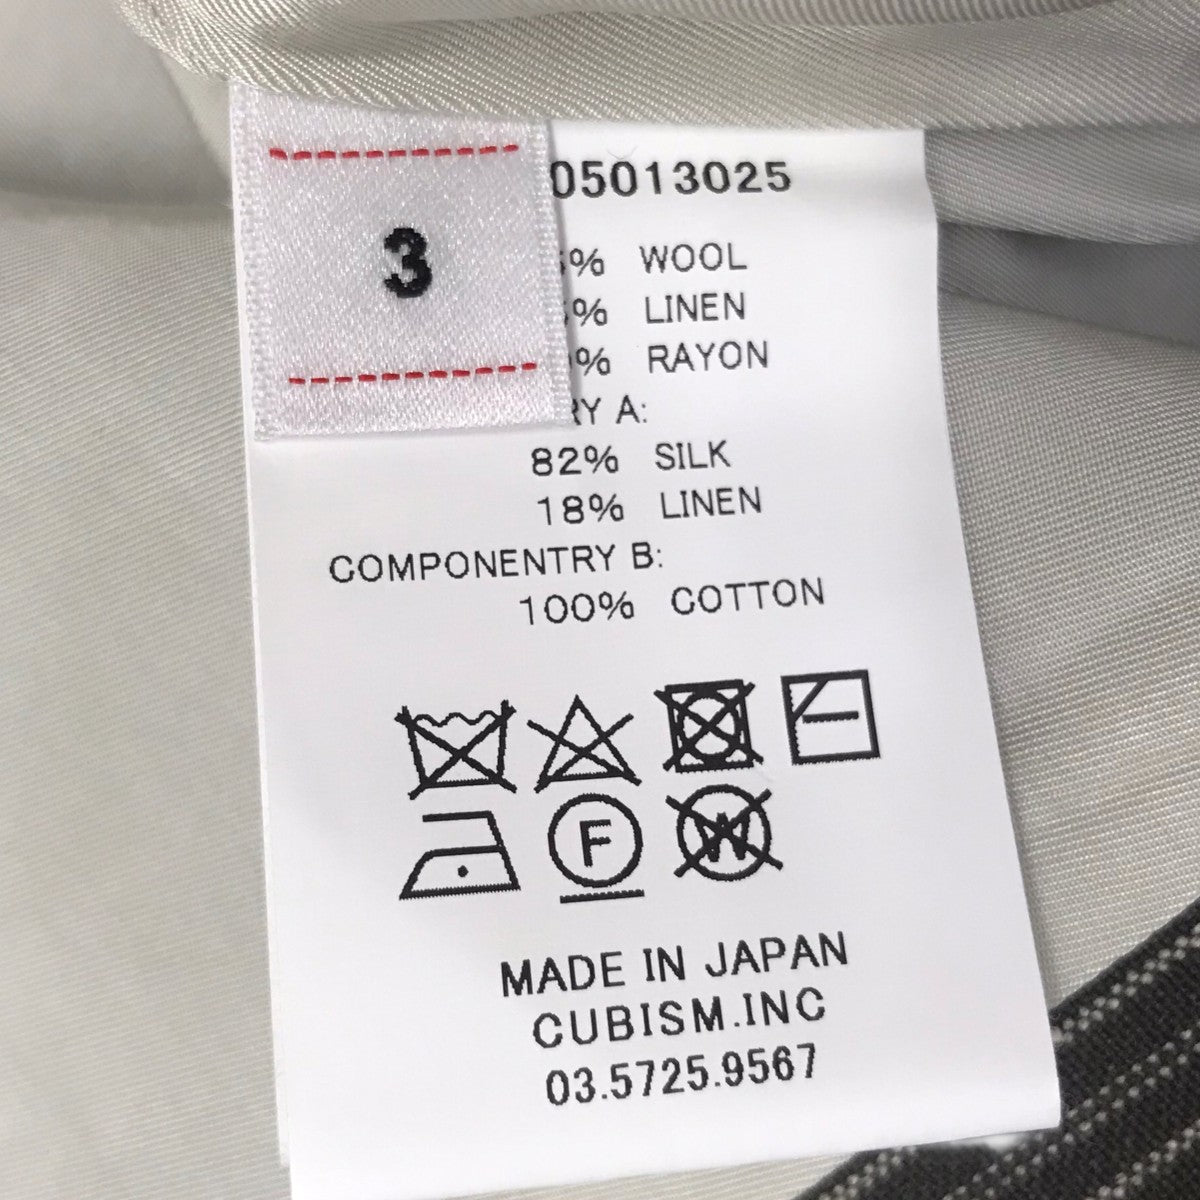 3
05013025
% WOOL
% LINEN
% RAYON
RY A:
82% SILK
18% LINEN
COMPONENTRY B:
100% COTTON
F
W
MADE IN JAPAN
CUBISM.INC
03.5725.9567